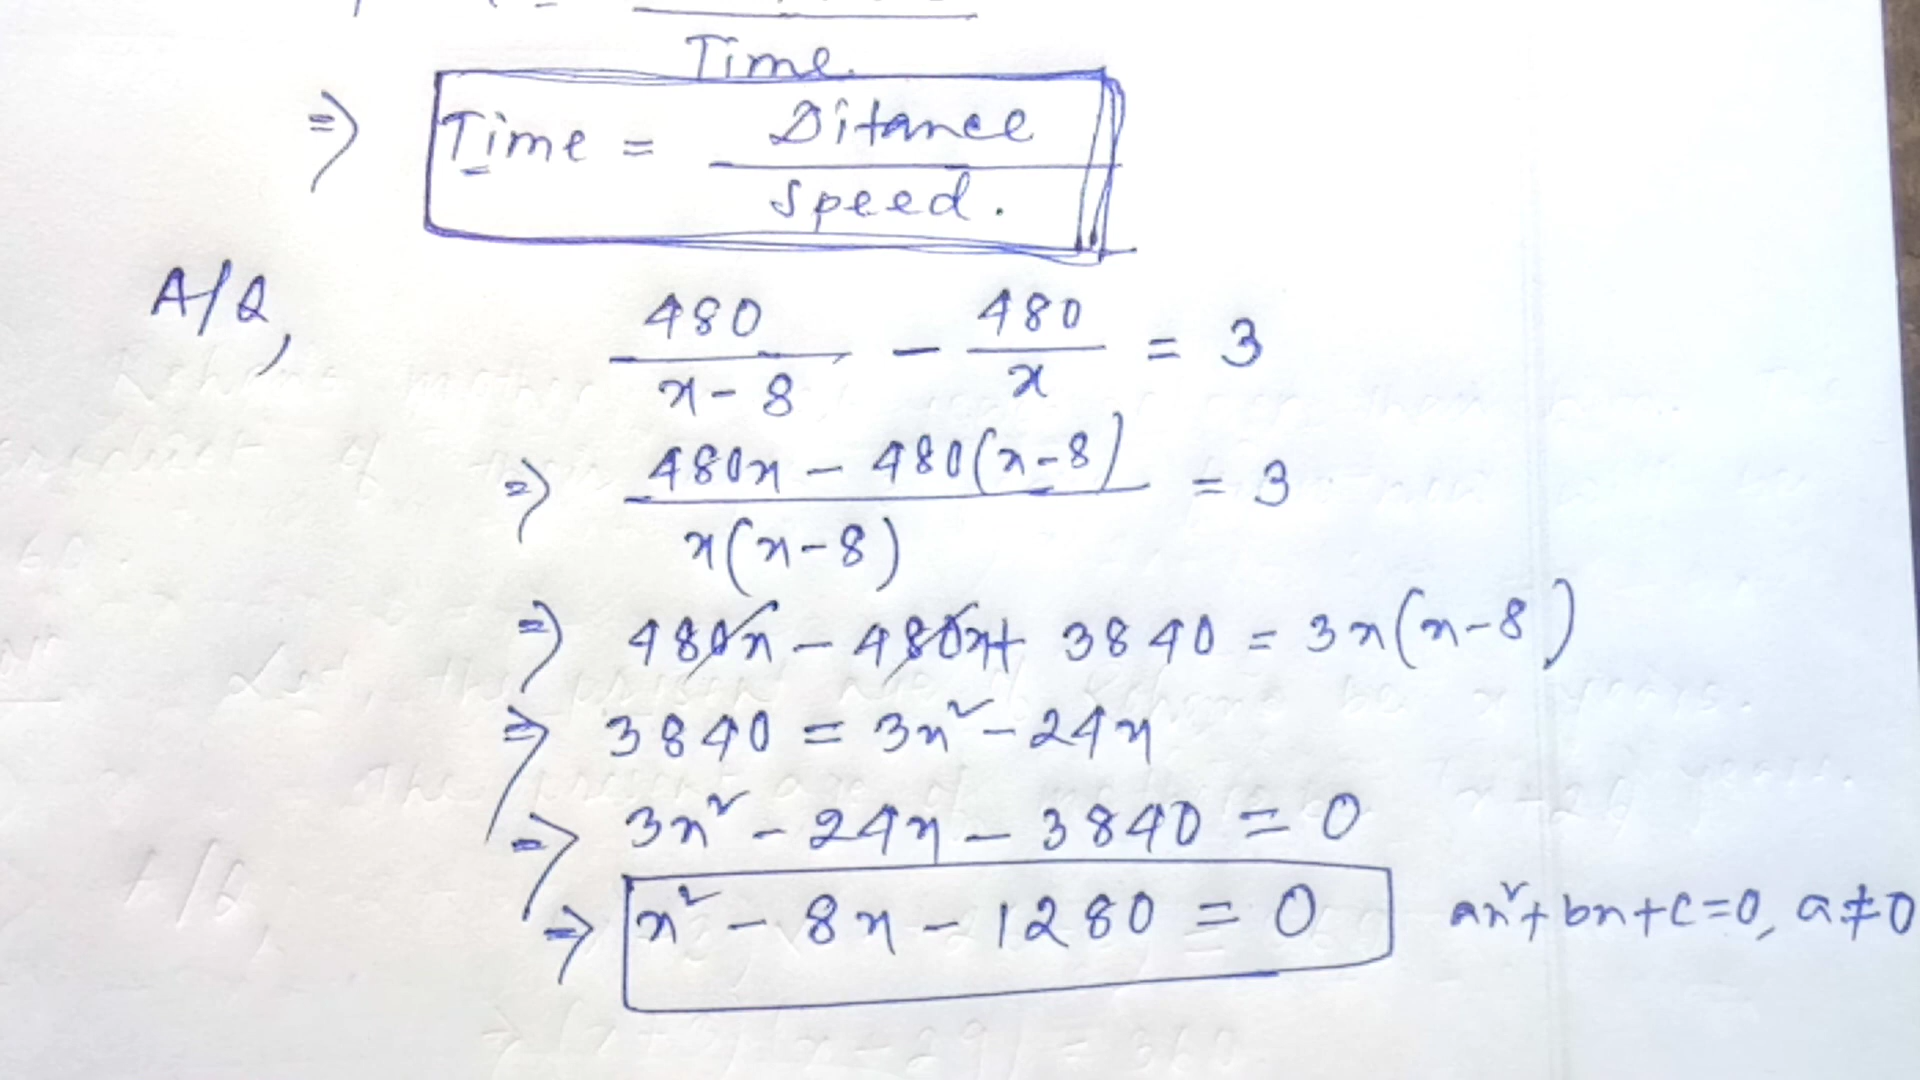 Time.
⇒ Time = Ditance / Speed.
A/Q, 480/(x-8) - 480/x = 3
⇒ (480x - 480(x-8))/(x(x-8)) = 3
⇒ 480x - 480x + 3840 = 3x(x-8)
⇒ 3840 = 3x² - 24x
⇒ 3x² - 24x - 3840 = 0
⇒ x² - 8x - 1280 = 0 ax² + bx + c = 0, a ≠ 0